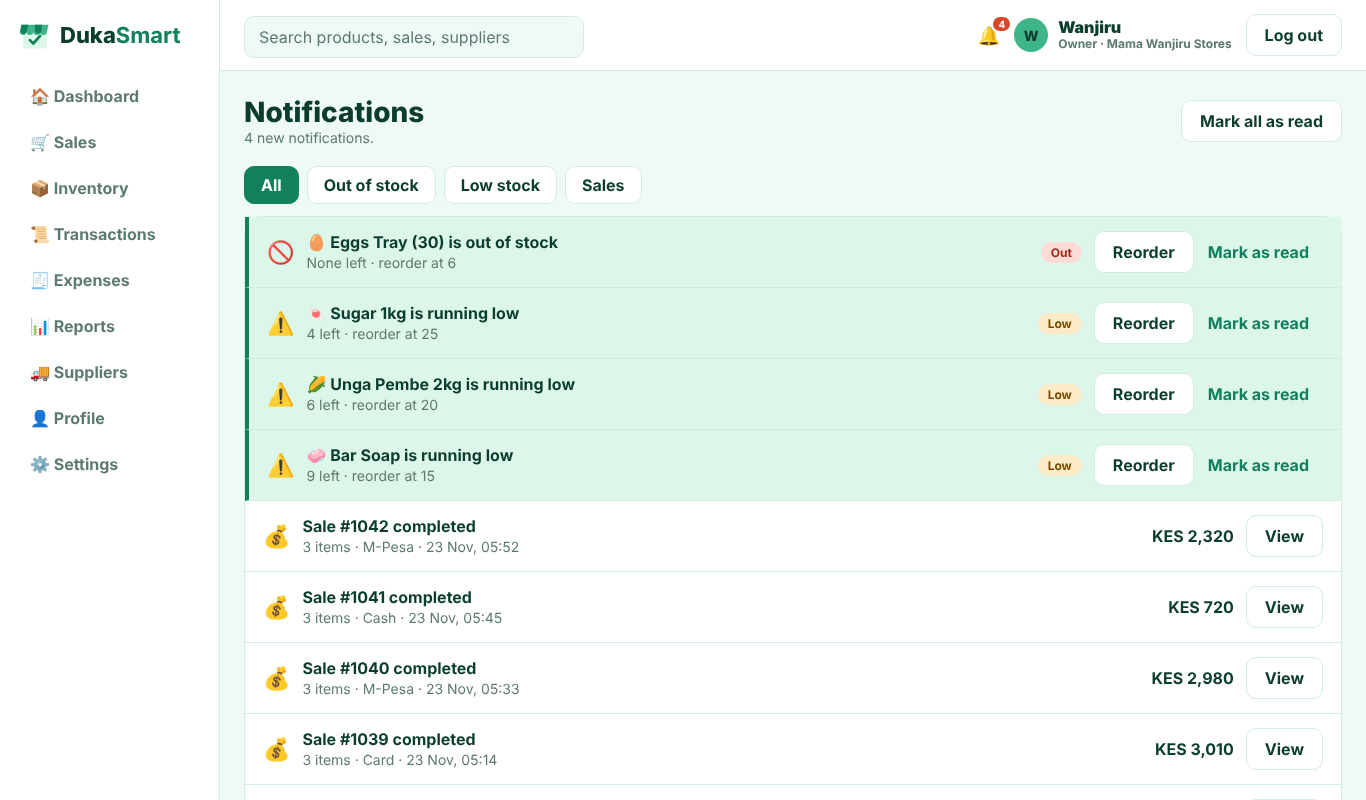 DukaSmart
Search products, sales, suppliers
4
W
Wanjiru
Owner · Mama Wanjiru Stores
Log out
Dashboard
Sales
Inventory
Transactions
Expenses
Reports
Suppliers
Profile
Settings
Notifications
4 new notifications.
Mark all as read
All
Out of stock
Low stock
Sales
Eggs Tray (30) is out of stock
None left · reorder at 6
Out
Reorder
Mark as read
Sugar 1kg is running low
4 left · reorder at 25
Low
Reorder
Mark as read
Unga Pembe 2kg is running low
6 left · reorder at 20
Low
Reorder
Mark as read
Bar Soap is running low
9 left · reorder at 15
Low
Reorder
Mark as read
Sale #1042 completed
3 items · M-Pesa · 23 Nov, 05:52
KES 2,320
View
Sale #1041 completed
3 items · Cash · 23 Nov, 05:45
KES 720
View
Sale #1040 completed
3 items · M-Pesa · 23 Nov, 05:33
KES 2,980
View
Sale #1039 completed
3 items · Card · 23 Nov, 05:14
KES 3,010
View